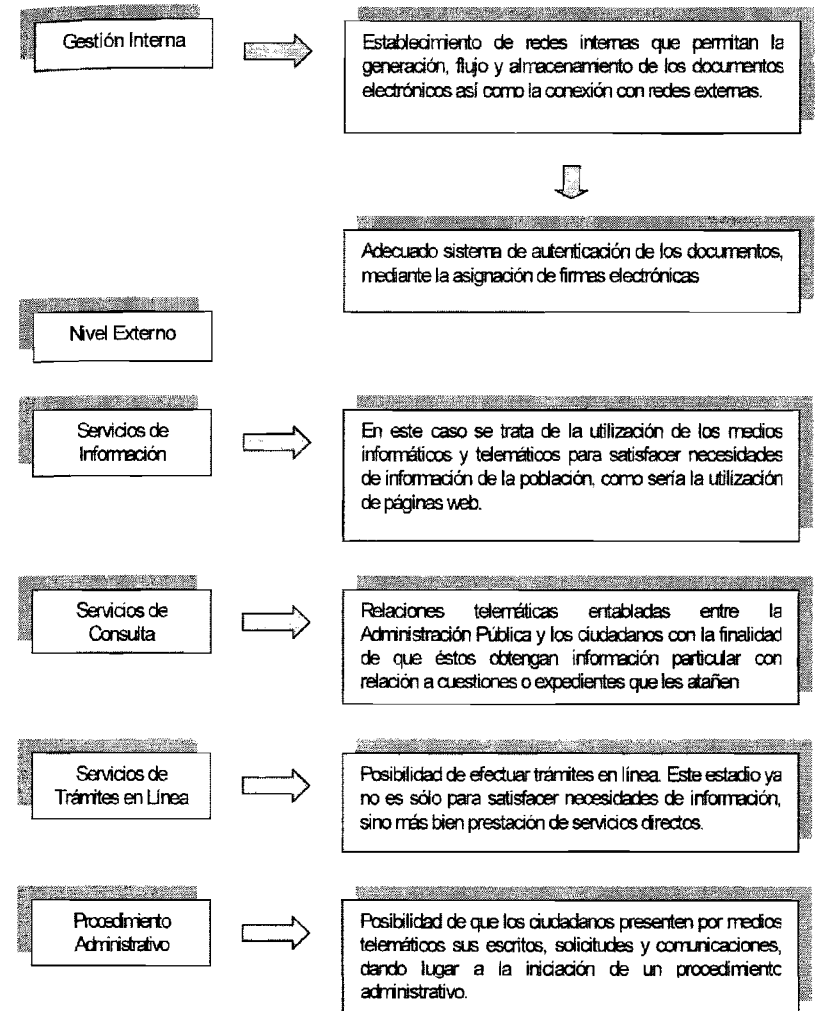 Gestión Interna
Establecimiento de redes internas que permitan la
generación, flujo y almacenamiento de los documentos
electrónicos así como la conexión con redes externas.
Adecuado sistema de autenticación de los documentos,
mediante la asignación de firmas electrónicas
Nivel Externo
Servicios de
Información
En este caso se trata de la utilización de los medios
informáticos y telemáticos para satisfacer necesidades
de información de la población, como sería la utilización
de páginas web.
Servicios de
Consulta
Relaciones telemáticas entabladas entre la
Administración Pública y los ciudadanos con la finalidad
de que éstos obtengan información particular con
relación a cuestiones o expedientes que les atañen
Servicios de
Trámites en Línea
Posibilidad de efectuar trámites en línea. Este estadio ya
no es sólo para satisfacer necesidades de información,
sino más bien prestación de servicios directos.
Procedimiento
Administrativo
Posibilidad de que los ciudadanos presenten por medios
telemáticos sus escritos, solicitudes y comunicaciones,
dando lugar a la iniciación de un procedimiento
administrativo.